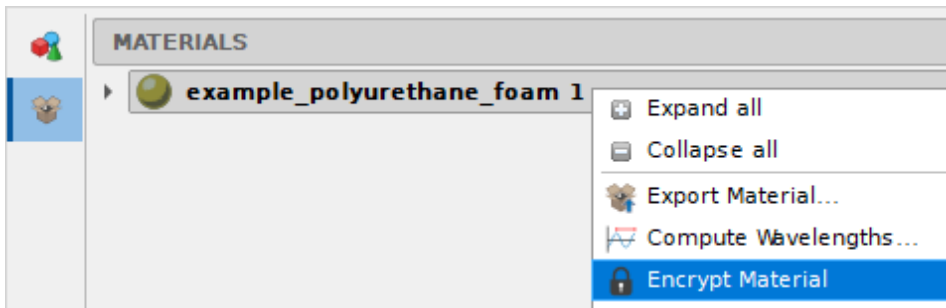 MATERIALS
example_polyurethane_foam 1
Expand all
Collapse all
Export Material...
Compute Wavelengths...
Encrypt Material